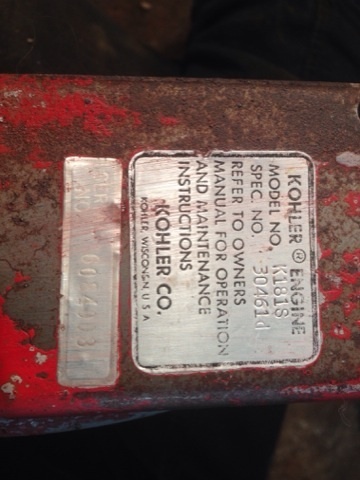 KOHLER ® ENGINE
MODEL NO. K181S
SPEC. NO. 30461d
REFER TO OWNERS
MANUAL FOR OPERATION
AND MAINTENANCE
INSTRUCTIONS
KOHLER CO.
KOHLER, WISCONSIN, U S A